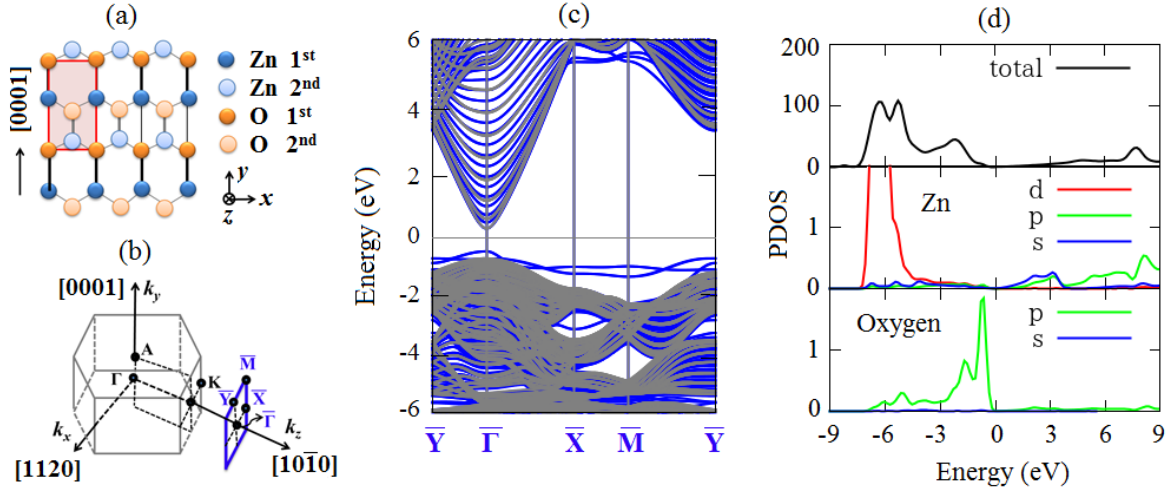 (a)
[0001]
Zn 1st
Zn 2nd
O 1st
O 2nd
y
x
z
(b)
[0001]
ky
A
Γ
K
M̅
Y̅
X̅
Γ̅
kx
kz
[1120]
[101̅0]
(c)
Energy (eV)
6
4
2
0
-2
-4
-6
Y̅ Γ̅ X̅ M̅ Y̅
(d)
PDOS
200
100
0
total
1
0
Zn
d
p
s
1
0
Oxygen
p
s
-9 -6 -3 0 3 6 9
Energy (eV)